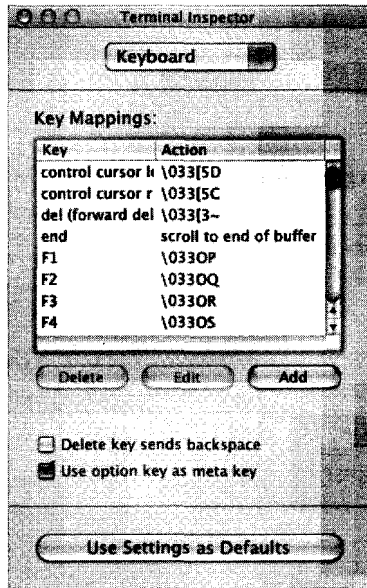 Terminal Inspector
Keyboard
Key Mappings:
Key Action
control cursor l \033[5D
control cursor r \033[5C
del (forward del \033[3~
end scroll to end of buffer
F1 \033OP
F2 \033OQ
F3 \033OR
F4 \033OS
Delete Edit Add
Delete key sends backspace
Use option key as meta key
Use Settings as Defaults